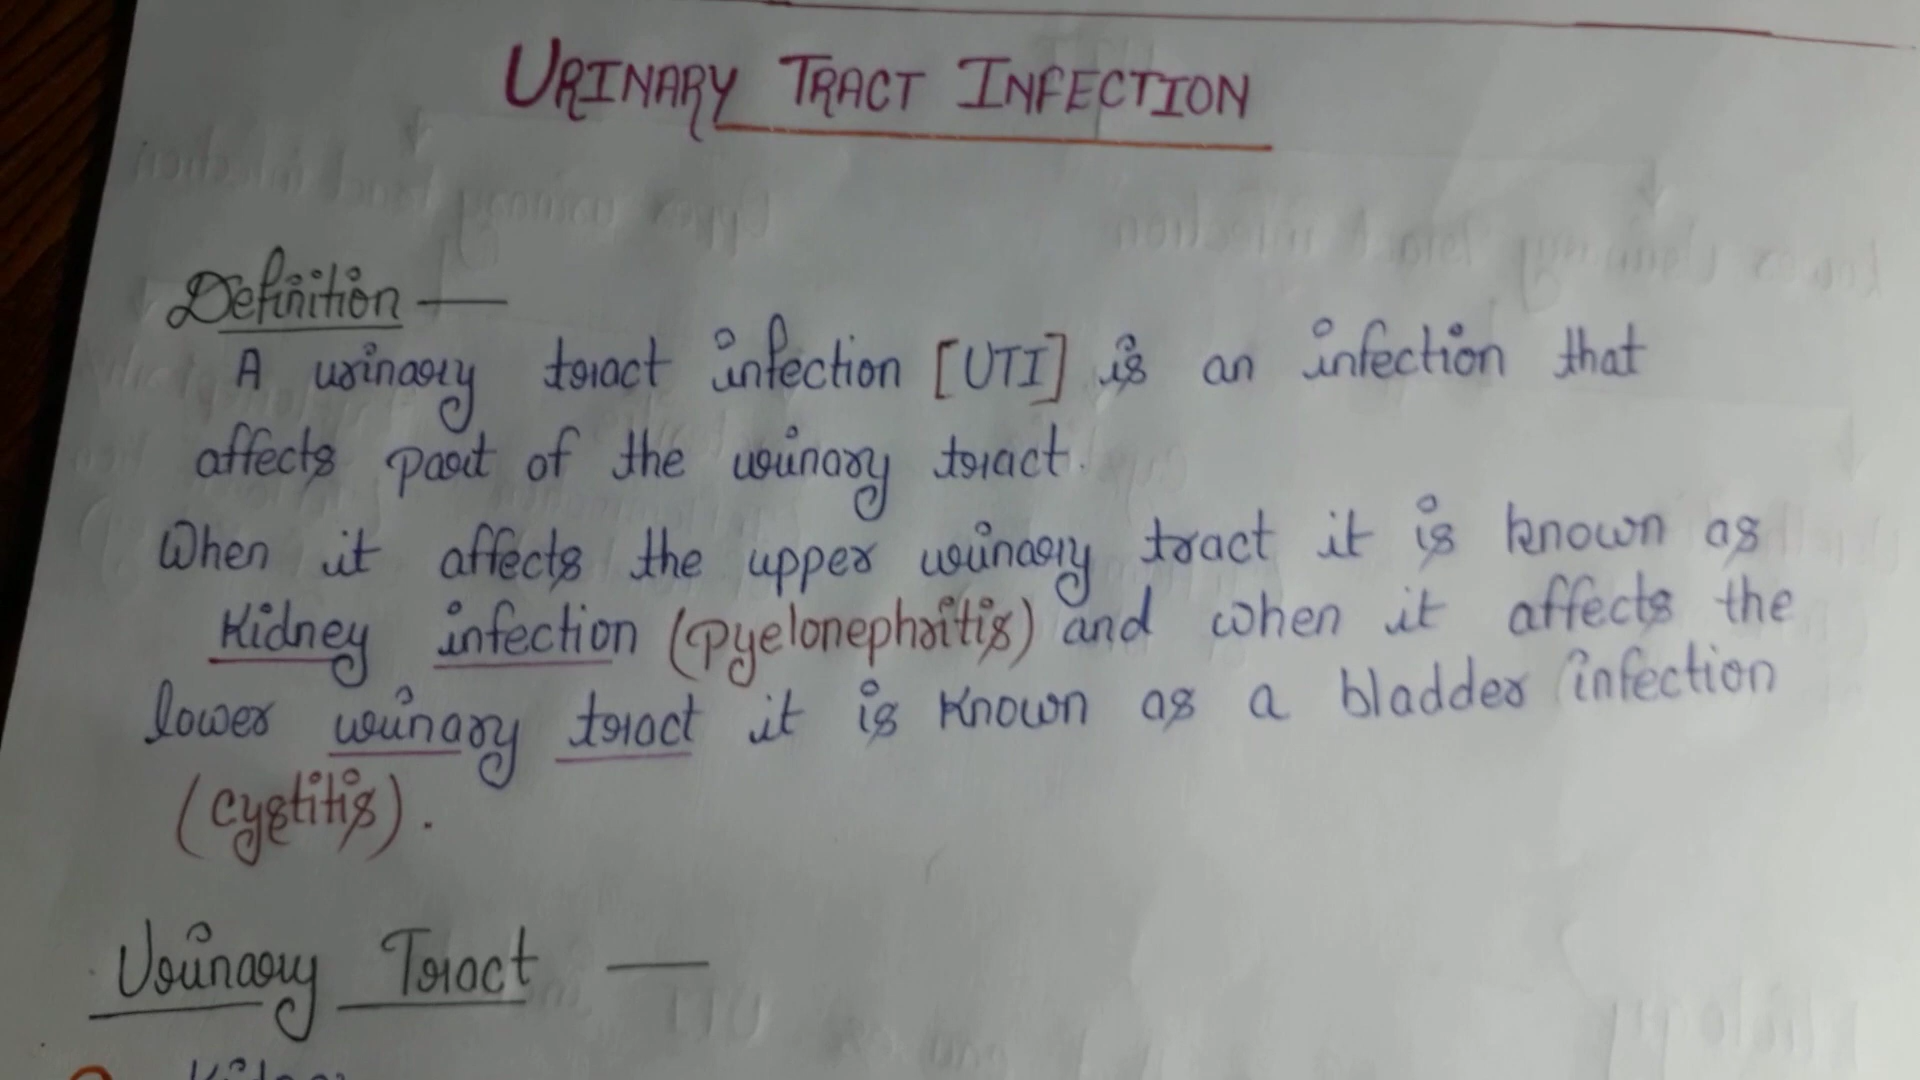 URINARY TRACT INFECTION
Definition —
A urinary tract infection [UTI] is an infection that
affects part of the urinary tract.
When it affects the upper urinary tract it is known as
Kidney infection (pyelonephritis) and when it affects the
lower urinary tract it is known as a bladder infection
(cystitis).
Urinary Tract —